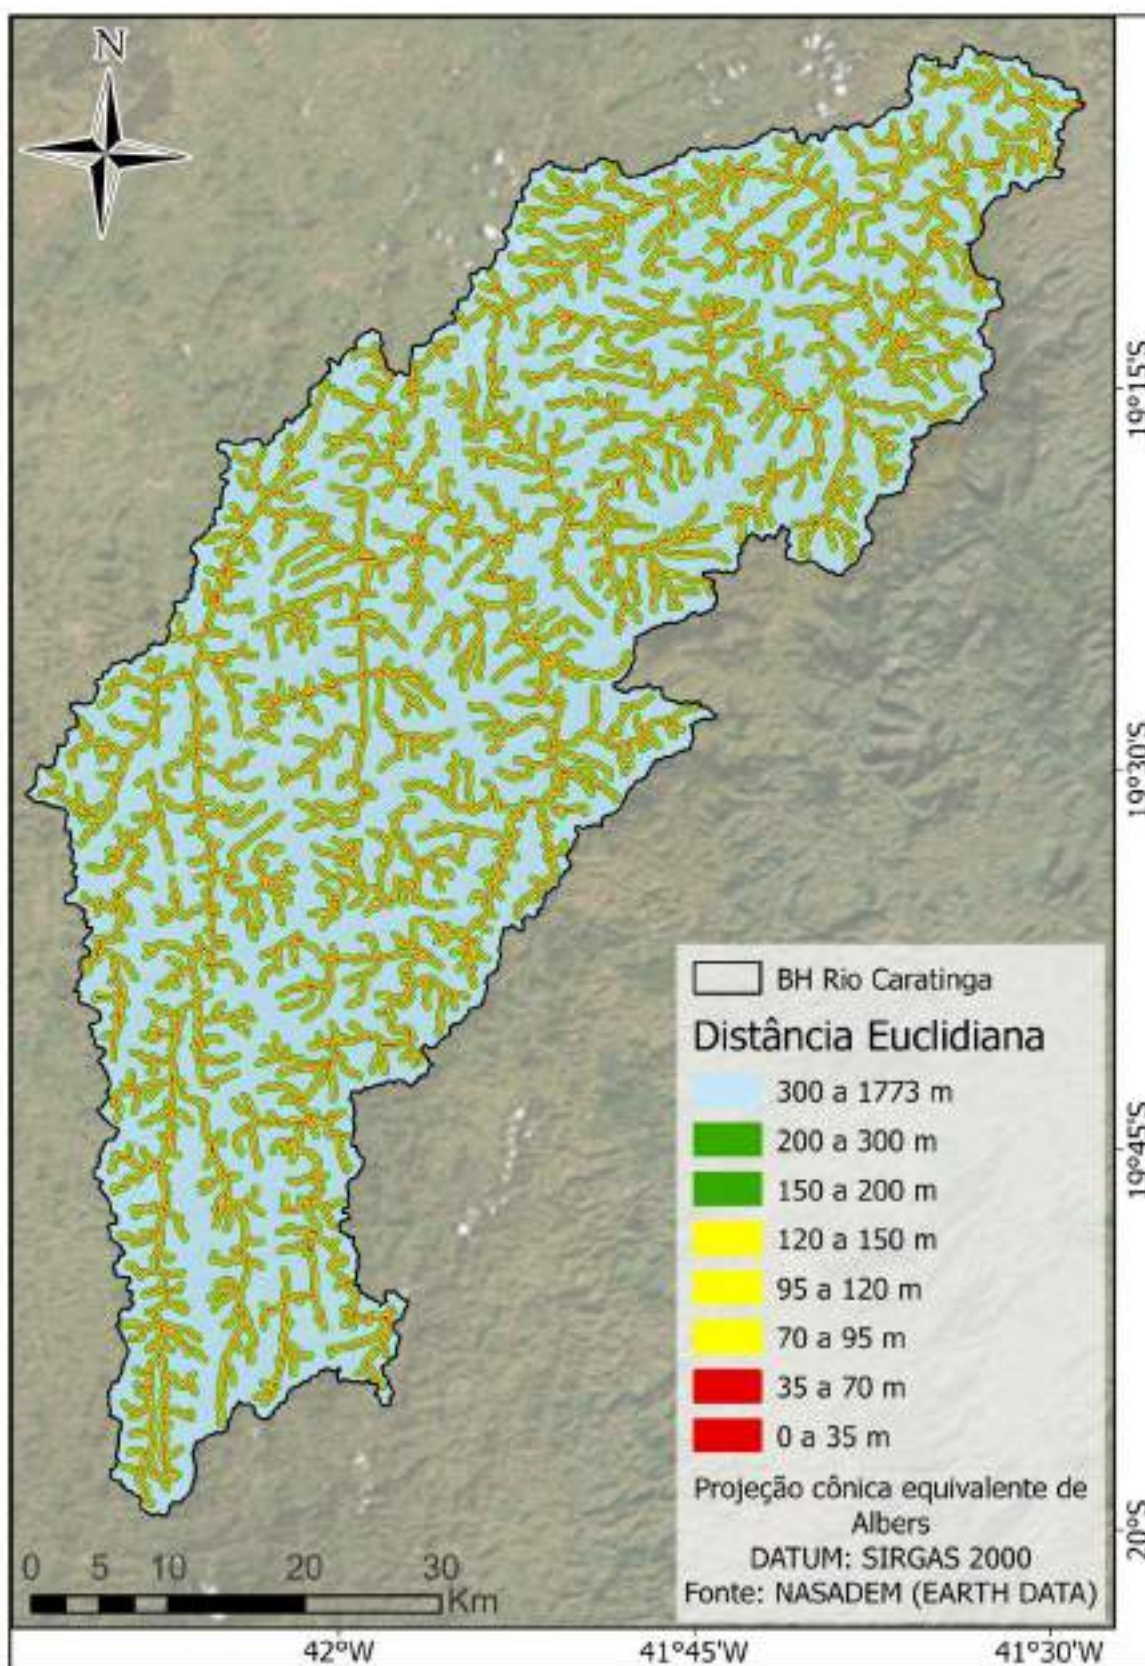 N
19°15'S
19°30'S
19°45'S
20°S
BH Rio Caratinga
Distância Euclidiana
300 a 1773 m
200 a 300 m
150 a 200 m
120 a 150 m
95 a 120 m
70 a 95 m
35 a 70 m
0 a 35 m
Projeção cônica equivalente de
Albers
DATUM: SIRGAS 2000
Fonte: NASADEM (EARTH DATA)
0 5 10 20 30
Km
42°W 41°45'W 41°30'W